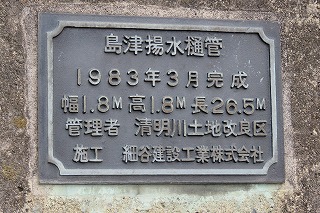 島津揚水樋管
1983年3月完成
幅1.8M 高1.8M 長26.5M
管理者 清明川土地改良区
施工 細谷建設工業株式会社